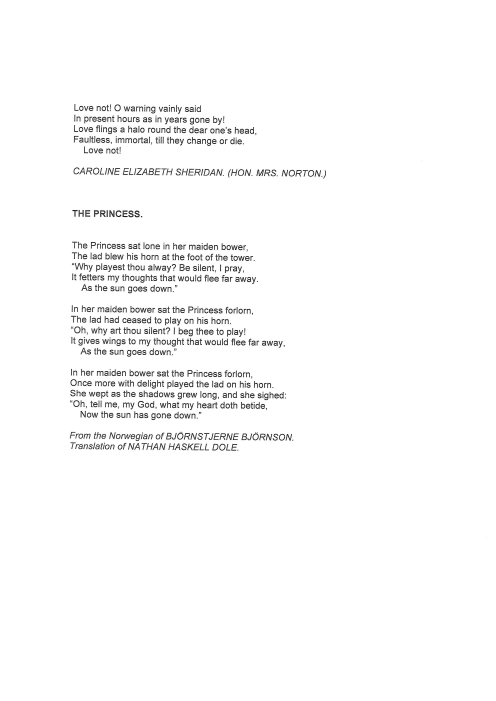 Love not! O warning vainly said
In present hours as in years gone by!
Love flings a halo round the dear one's head,
Faultless, immortal, till they change or die.
Love not!
CAROLINE ELIZABETH SHERIDAN. (HON. MRS. NORTON.)
THE PRINCESS.
The Princess sat lone in her maiden bower,
The lad blew his horn at the foot of the tower.
"Why playest thou alway? Be silent, I pray,
It fetters my thoughts that would flee far away.
As the sun goes down."
In her maiden bower sat the Princess forlorn,
The lad had ceased to play on his horn.
"Oh, why art thou silent? I beg thee to play!
It gives wings to my thought that would flee far away,
As the sun goes down."
In her maiden bower sat the Princess forlorn,
Once more with delight played the lad on his horn.
She wept as the shadows grew long, and she sighed:
"Oh, tell me, my God, what my heart doth betide,
Now the sun has gone down."
From the Norwegian of BJÖRNSTJERNE BJÖRNSON.
Translation of NATHAN HASKELL DOLE.